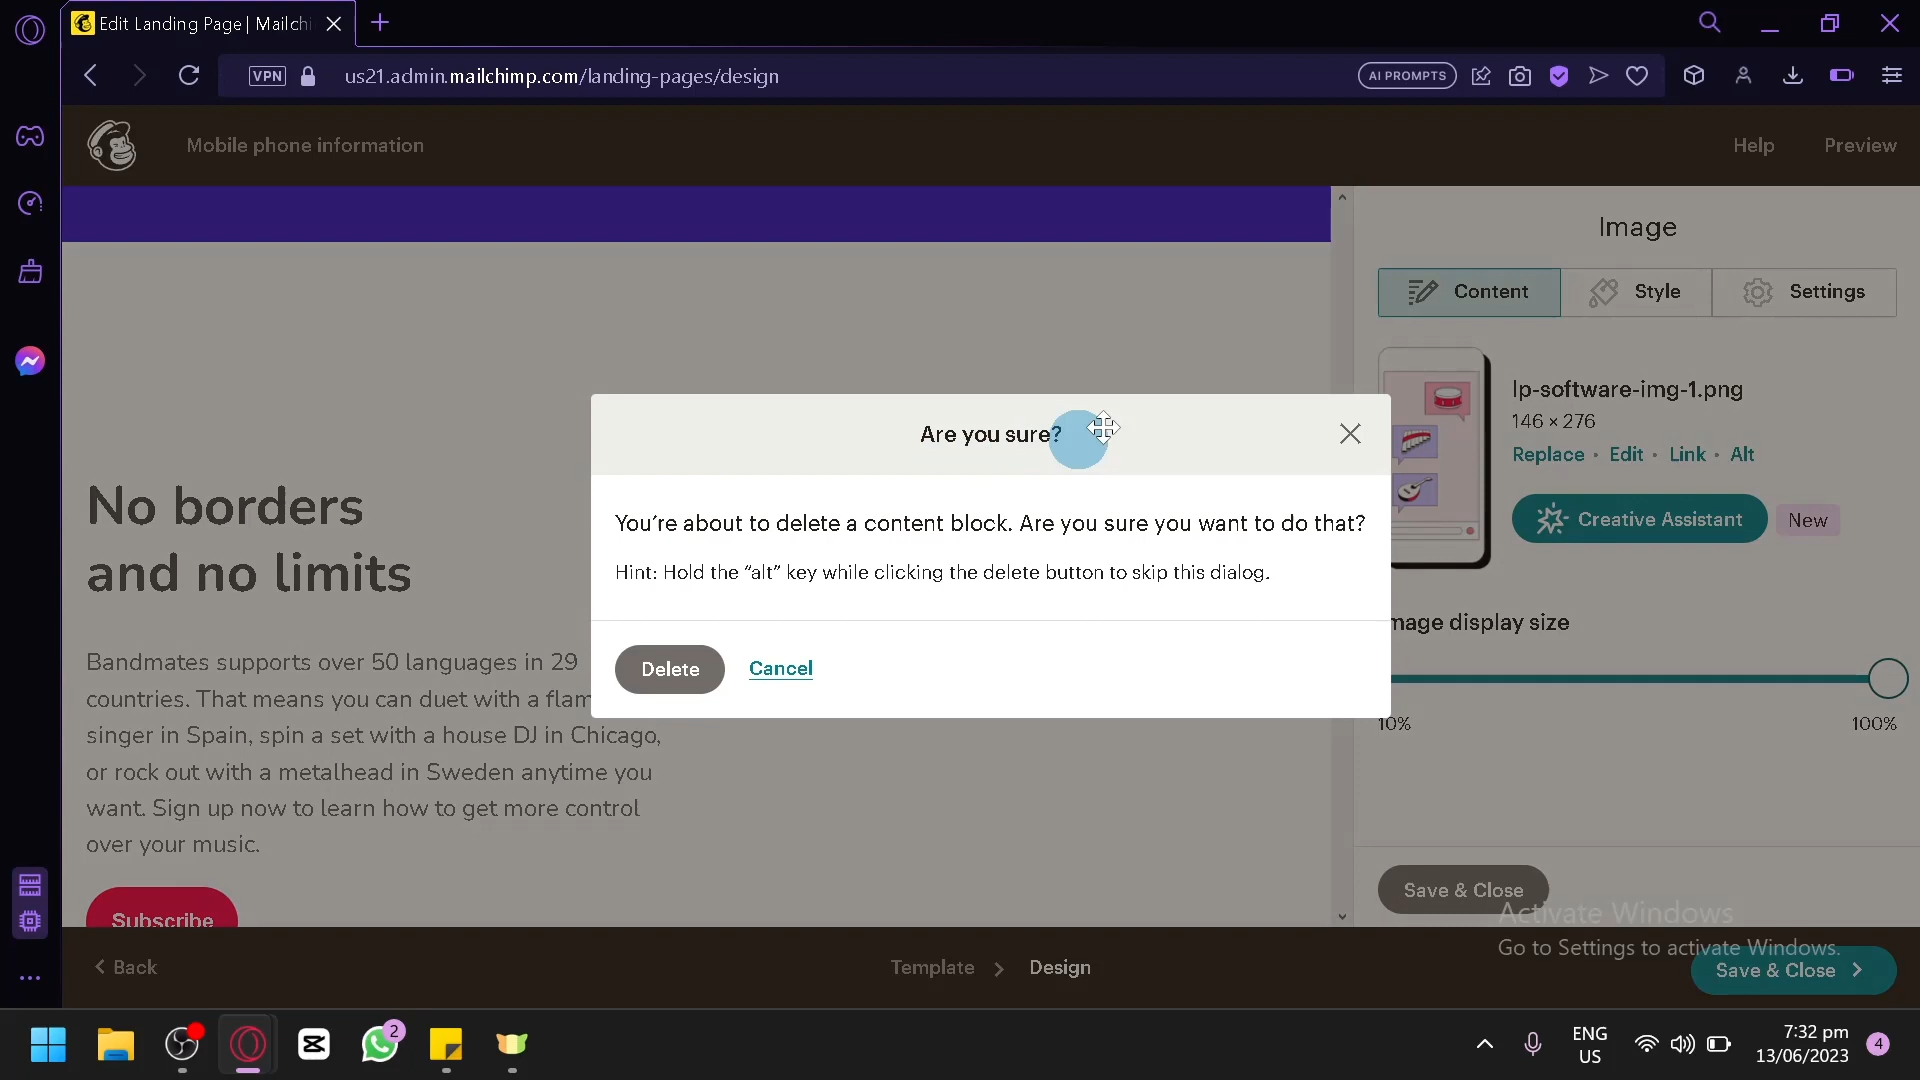 Edit Landing Page | Mailchi
VPN
us21.admin.mailchimp.com/landing-pages/design
AI PROMPTS
Mobile phone information
Help
Preview
Image
Content
Style
Settings
lp-software-img-1.png
146 × 276
Replace • Edit • Link • Alt
Creative Assistant
New
Are you sure?
You're about to delete a content block. Are you sure you want to do that?
Hint: Hold the “alt” key while clicking the delete button to skip this dialog.
Delete
Cancel
mage display size
10%
100%
No borders
and no limits
Bandmates supports over 50 languages in 29
countries. That means you can duet with a flam
singer in Spain, spin a set with a house DJ in Chicago,
or rock out with a metalhead in Sweden anytime you
want. Sign up now to learn how to get more control
over your music.
Subscribe
Save & Close
Activate Windows
Go to Settings to activate Windows.
Back
Template
Design
Save & Close
2
ENG
US
7:32 pm
13/06/2023
4